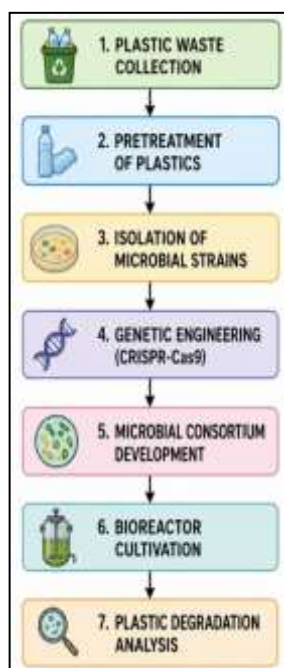 1. PLASTIC WASTE
COLLECTION
2. PRETREATMENT
OF PLASTICS
3. ISOLATION OF
MICROBIAL STRAINS
4. GENETIC ENGINEERING
(CRISPR-Cas9)
5. MICROBIAL CONSORTIUM
DEVELOPMENT
6. BIOREACTOR
CULTIVATION
7. PLASTIC DEGRADATION
ANALYSIS